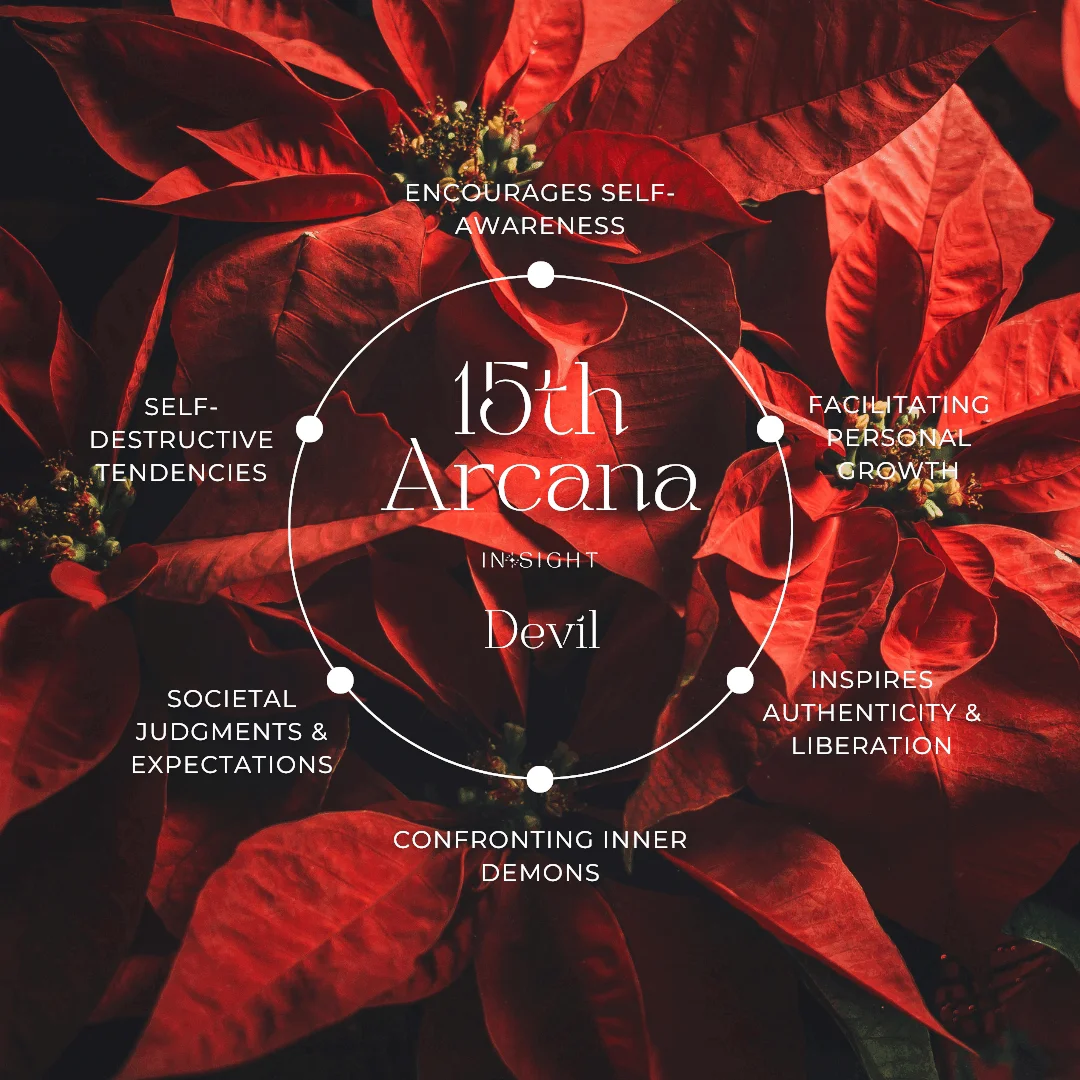 ENCOURAGES SELF-
AWARENESS
SELF-
DESTRUCTIVE
TENDENCIES
15th
Arcana
IN SIGHT
Devil
FACILITATING
PERSONAL
GROWTH
SOCIETAL
JUDGMENTS &
EXPECTATIONS
INSPIRES
AUTHENTICITY &
LIBERATION
CONFRONTING INNER
DEMONS